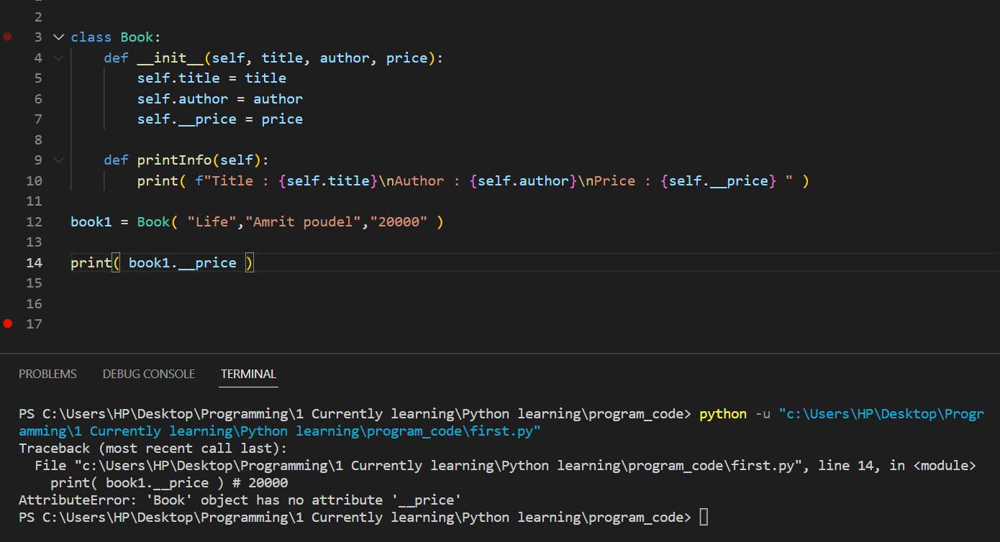 2
3 class Book:
4 def __init__(self, title, author, price):
5 self.title = title
6 self.author = author
7 self.__price = price
8
9 def printInfo(self):
10 print( f"Title : {self.title}\nAuthor : {self.author}\nPrice : {self.__price} " )
11
12 book1 = Book( "Life","Amrit poudel","20000" )
13
14 print( book1.__price )
15
16
17
PROBLEMS DEBUG CONSOLE TERMINAL
PS C:\Users\HP\Desktop\Programming\1 Currently learning\Python learning\program_code> python -u "c:\Users\HP\Desktop\Progr
amming\1 Currently learning\Python learning\program_code\first.py"
Traceback (most recent call last):
File "c:\Users\HP\Desktop\Programming\1 Currently learning\Python learning\program_code\first.py", line 14, in <module>
print( book1.__price ) # 20000
AttributeError: 'Book' object has no attribute '__price'
PS C:\Users\HP\Desktop\Programming\1 Currently learning\Python learning\program_code>